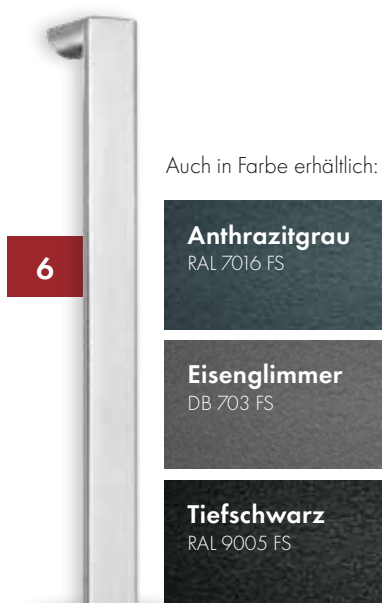 Auch in Farbe erhältlich:
6
Anthrazitgrau
RAL 7016 FS
Eisenglimmer
DB 703 FS
Tiefschwarz
RAL 9005 FS